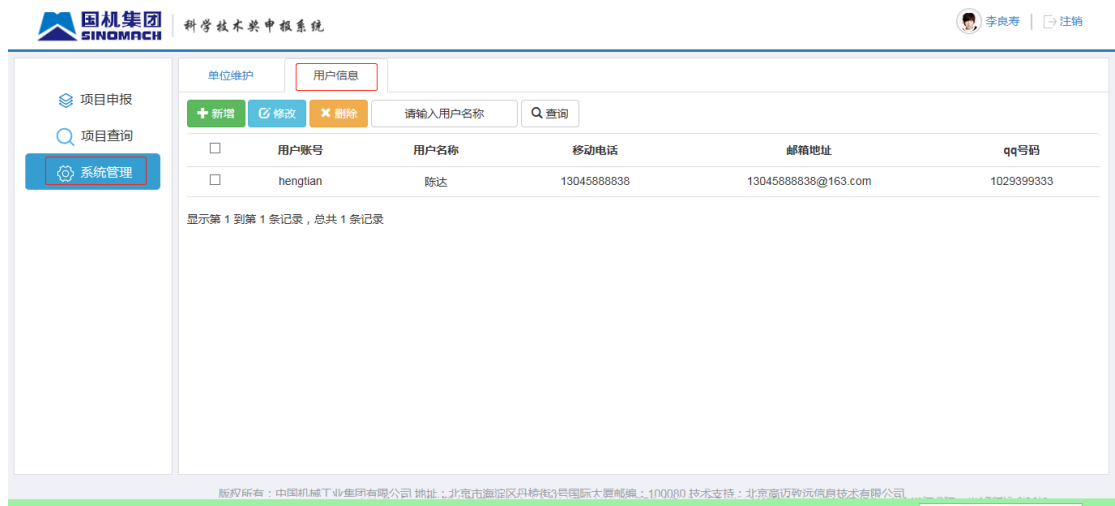 国机集团
SINOMACH
科学技术奖申报系统
李良寿
注销
项目申报
项目查询
系统管理
单位维护 用户信息
新增 修改 删除 请输入用户名称 查询
用户账号 用户名称 移动电话 邮箱地址 qq号码
hengtian 陈达 13045888838 13045888838@163.com 1029399333
显示第 1 到第 1 条记录，总共 1 条记录
版权所有：中国机械工业集团有限公司 地址：北京市海淀区丹棱街3号国际大厦邮编：100080 技术支持：北京高迈致远信息技术有限公司